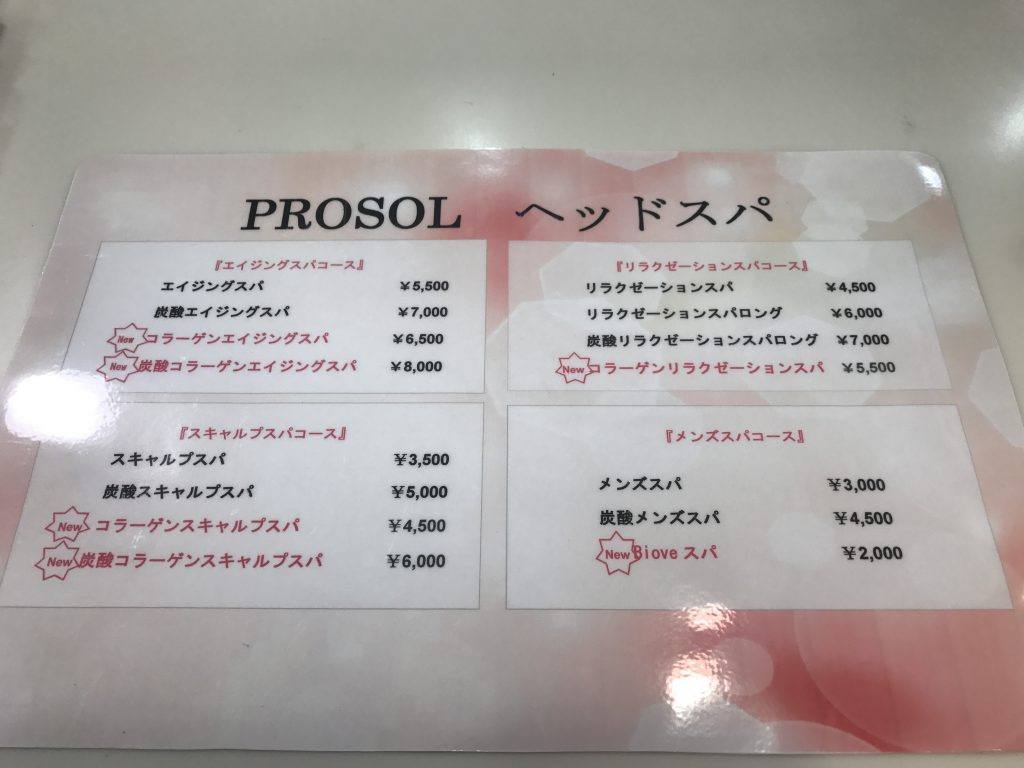 PROSOL ヘッドスパ
『エイジングスパコース』
エイジングスパ ￥5,500
炭酸エイジングスパ ￥7,000
New コラーゲンエイジングスパ ￥6,500
New 炭酸コラーゲンエイジングスパ ￥8,000
『リラクゼーションスパコース』
リラクゼーションスパ ￥4,500
リラクゼーションスパロング ￥6,000
炭酸リラクゼーションスパロング ￥7,000
New コラーゲンリラクゼーションスパ ￥5,500
『スキャルプスパコース』
スキャルプスパ ￥3,500
炭酸スキャルプスパ ￥5,000
New コラーゲンスキャルプスパ ￥4,500
New 炭酸コラーゲンスキャルプスパ ￥6,000
『メンズスパコース』
メンズスパ ￥3,000
炭酸メンズスパ ￥4,500
New Biove スパ ￥2,000